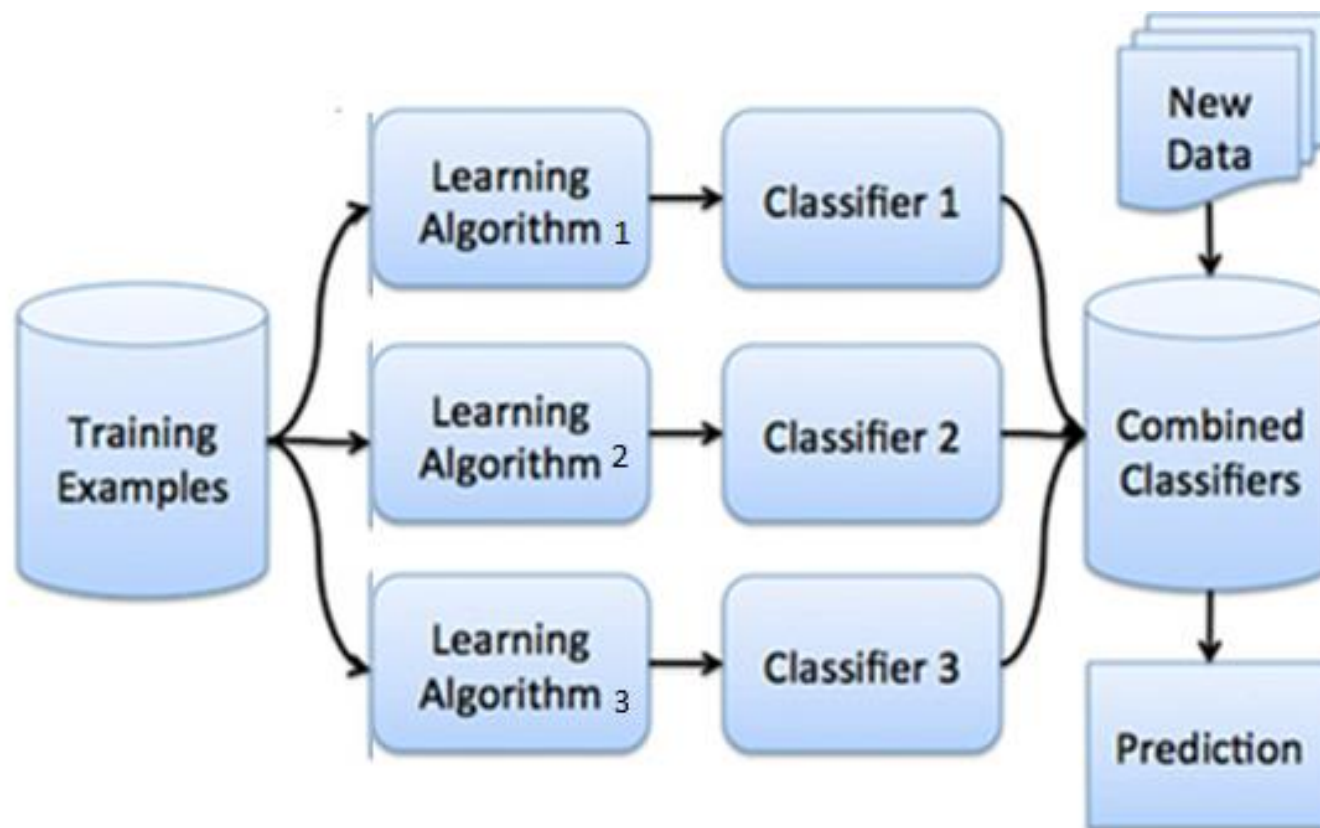 New
Data
Learning
Algorithm 1
Classifier 1
Training
Examples
Learning
Algorithm 2
Classifier 2
Combined
Classifiers
Learning
Algorithm 3
Classifier 3
Prediction